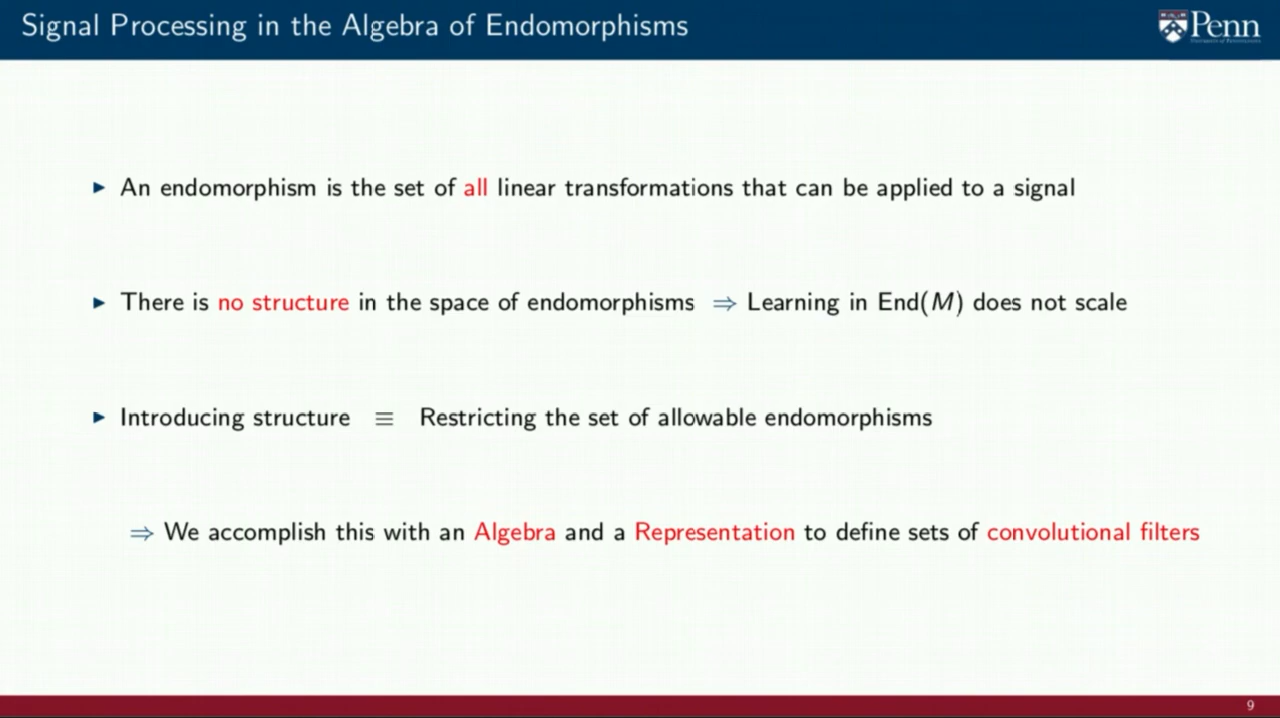 Signal Processing in the Algebra of Endomorphisms
Penn
▶ An endomorphism is the set of all linear transformations that can be applied to a signal
▶ There is no structure in the space of endomorphisms ⇒ Learning in End(M) does not scale
▶ Introducing structure ≡ Restricting the set of allowable endomorphisms
⇒ We accomplish this with an Algebra and a Representation to define sets of convolutional filters
9